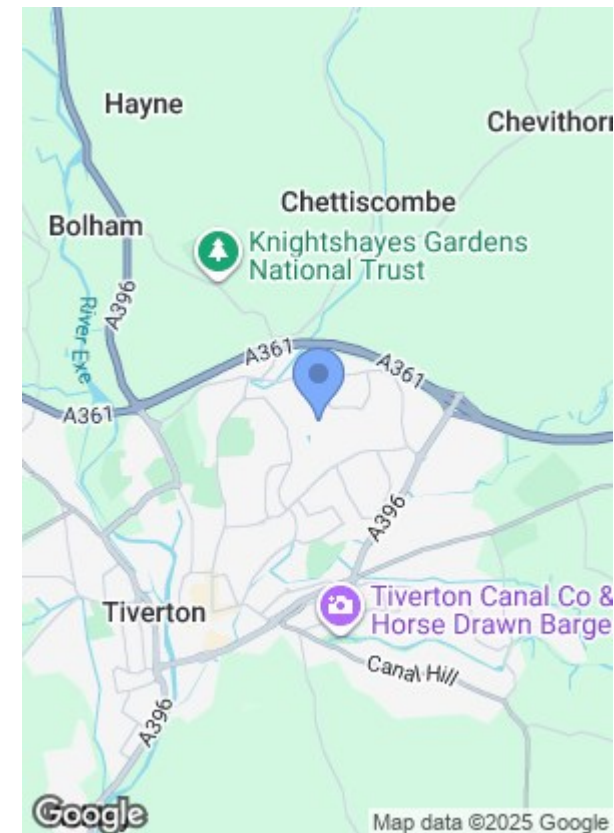 Hayne
Chevithorn
Chettiscombe
Bolham
Knightshayes Gardens
National Trust
River Exe
A396
A361
A361
A361
A396
Tiverton
Tiverton Canal Co &
Horse Drawn Barge
Canal Hill
A396
Google
Map data ©2025 Google